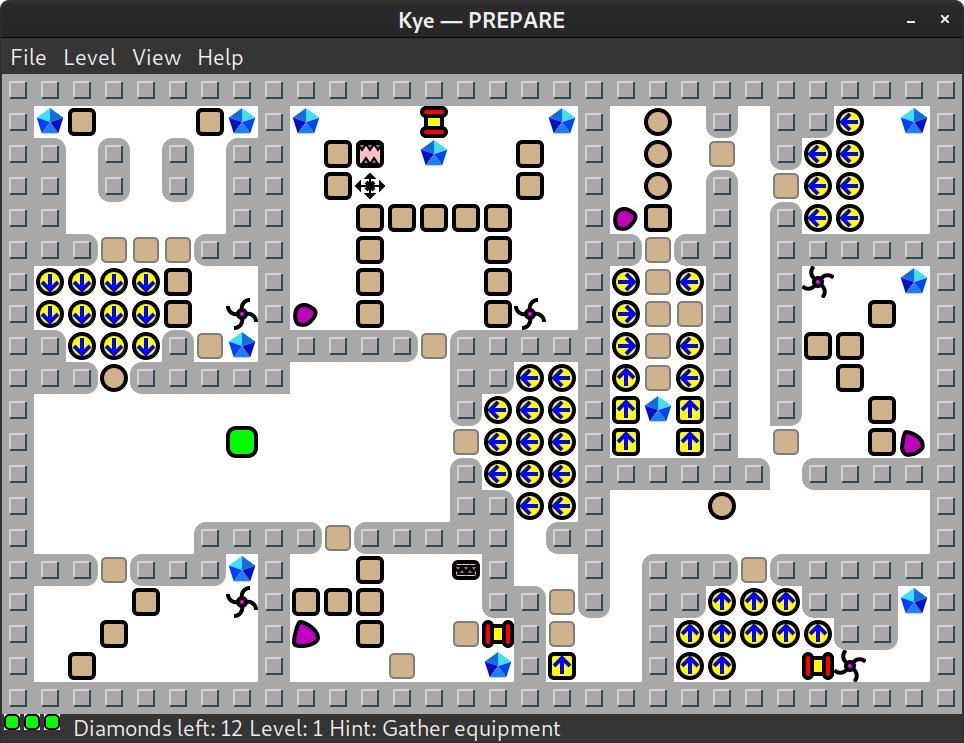 Kye — PREPARE
File Level View Help
Diamonds left: 12 Level: 1 Hint: Gather equipment